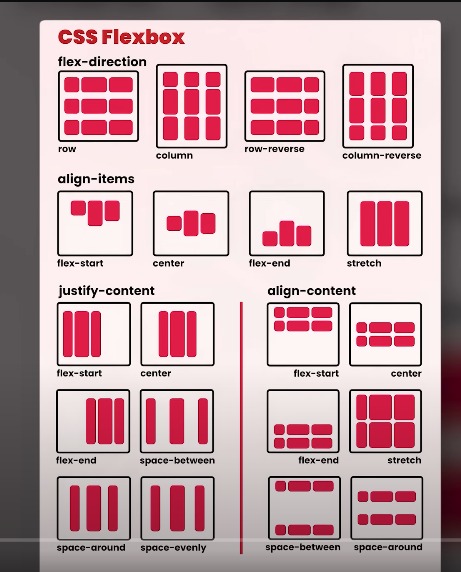 CSS Flexbox
flex-direction
row
column
row-reverse
column-reverse
align-items
flex-start
center
flex-end
stretch
justify-content
flex-start
center
flex-end
space-between
space-around
space-evenly
align-content
flex-start
center
flex-end
stretch
space-between
space-around